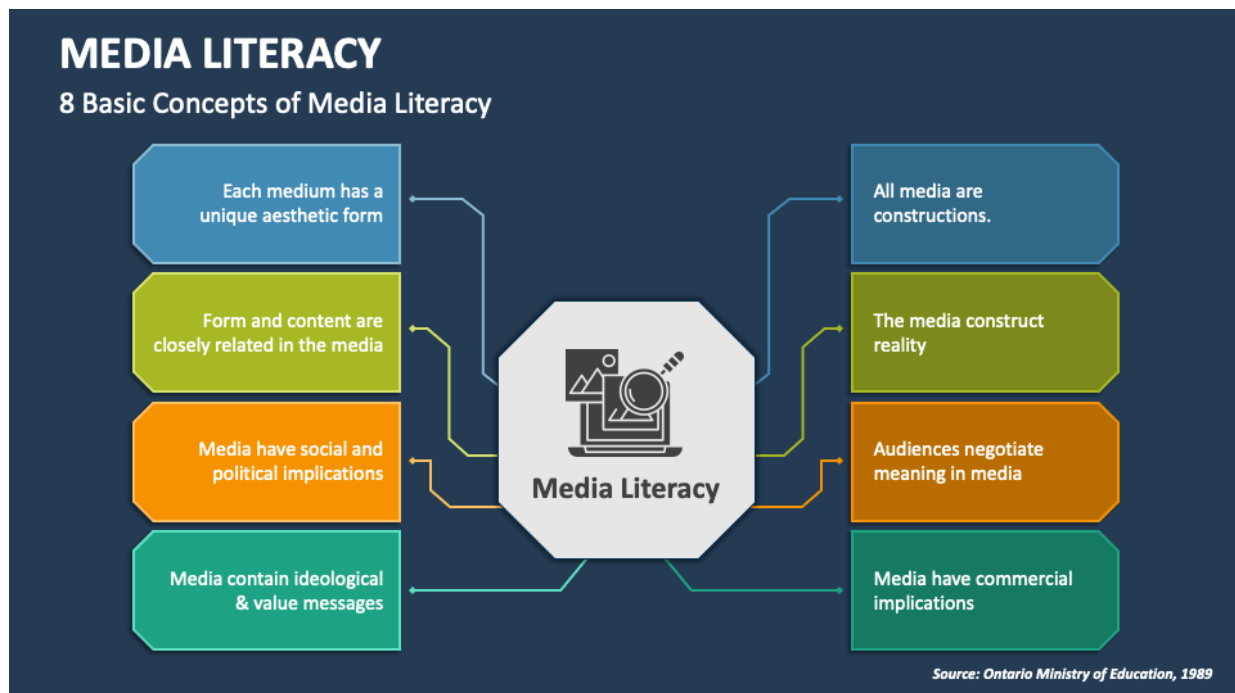 MEDIA LITERACY
8 Basic Concepts of Media Literacy
Each medium has a
unique aesthetic form
Form and content are
closely related in the media
Media have social and
political implications
Media contain ideological
& value messages
Media Literacy
All media are
constructions.
The media construct
reality
Audiences negotiate
meaning in media
Media have commercial
implications
Source: Ontario Ministry of Education, 1989